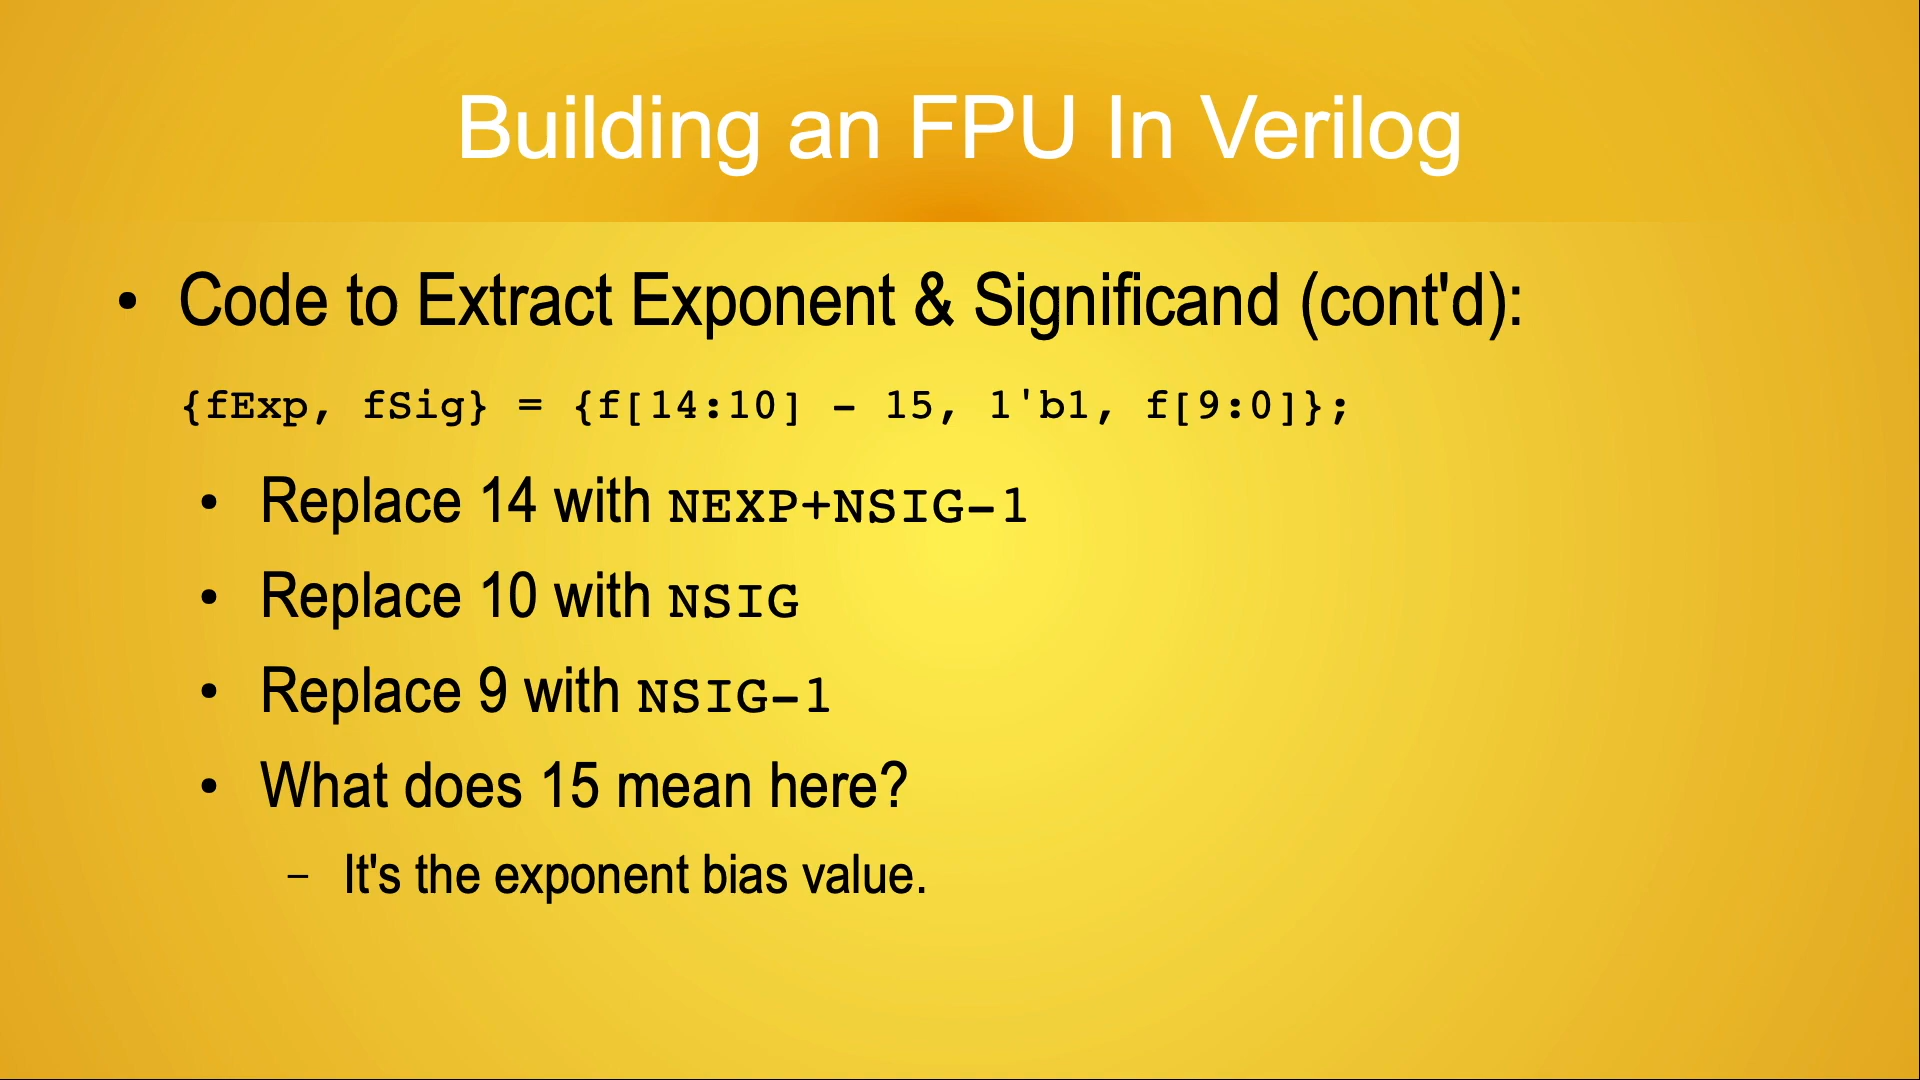 Building an FPU In Verilog
• Code to Extract Exponent & Significand (cont'd):
{fExp, fSig} = {f[14:10] - 15, 1'b1, f[9:0]};
• Replace 14 with NEXP+NSIG-1
• Replace 10 with NSIG
• Replace 9 with NSIG-1
• What does 15 mean here?
– It's the exponent bias value.